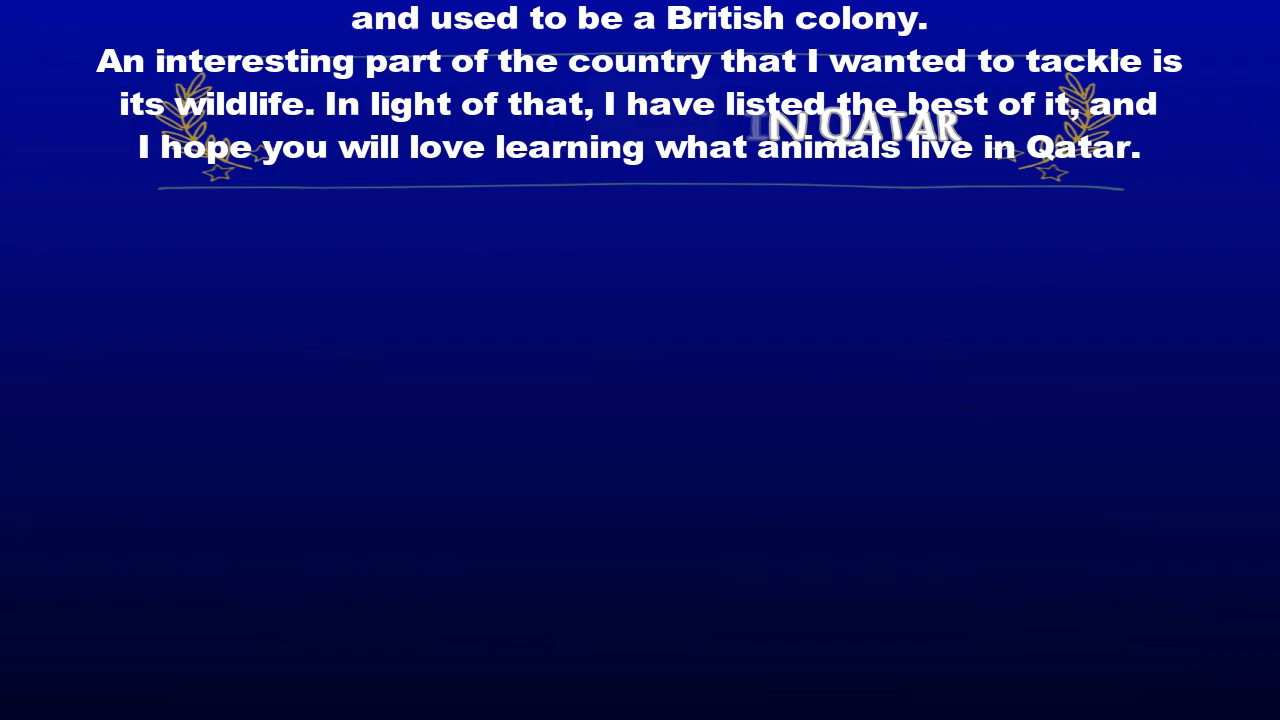 and used to be a British colony.
An interesting part of the country that I wanted to tackle is
its wildlife. In light of that, I have listed the best of it, and
IN QATAR
I hope you will love learning what animals live in Qatar.